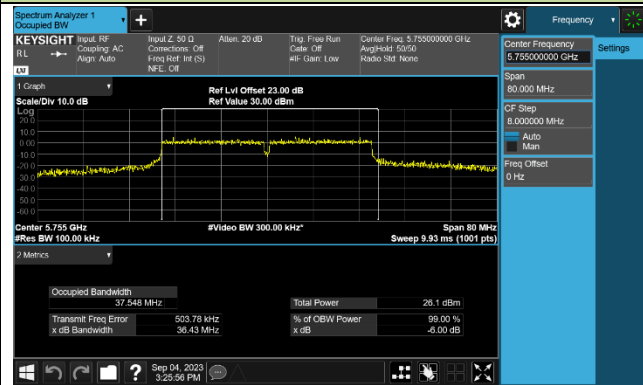 Spectrum Analyzer 1
Occupied BW
Frequency
KEYSIGHT
RL
LXI
Input: RF
Coupling: AC
Align: Auto
Input Z: 50 Ω
Corrections: Off
Freq Ref: Int (S)
NFE: Off
Atten: 20 dB
Trig: Free Run
Gate: Off
#IF Gain: Low
Center Freq: 5.755000000 GHz
Avg|Hold: 50/50
Radio Std: None
1 Graph
Scale/Div 10.0 dB
Log
Ref Lvl Offset 23.00 dB
Ref Value 30.00 dBm
20.0
10.0
0.00
-10.0
-20.0
-30.0
-40.0
-50.0
-60.0
Center 5.755 GHz
#Res BW 100.00 kHz
#Video BW 300.00 kHz*
Span 80 MHz
Sweep 9.93 ms (1001 pts)
2 Metrics
Occupied Bandwidth
37.548 MHz
Total Power 26.1 dBm
Transmit Freq Error 503.78 kHz
% of OBW Power 99.00 %
x dB Bandwidth 36.43 MHz
x dB -6.00 dB
Sep 04, 2023
3:25:56 PM
Center Frequency
5.755000000 GHz
Settings
Span
80.000 MHz
CF Step
8.000000 MHz
Auto
Man
Freq Offset
0 Hz